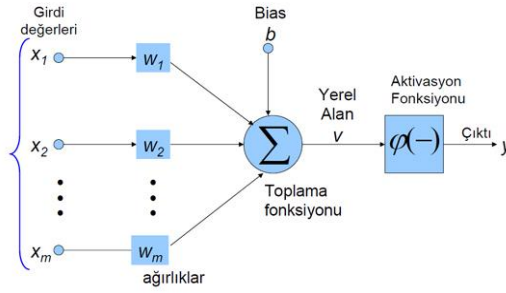 Girdi
değerleri
x1
w1
x2
w2
xm
wm
ağırlıklar
Bias
b
∑
Toplama
fonksiyonu
Yerel
Alan
v
Aktivasyon
Fonksiyonu
φ(−)
Çıktı
y